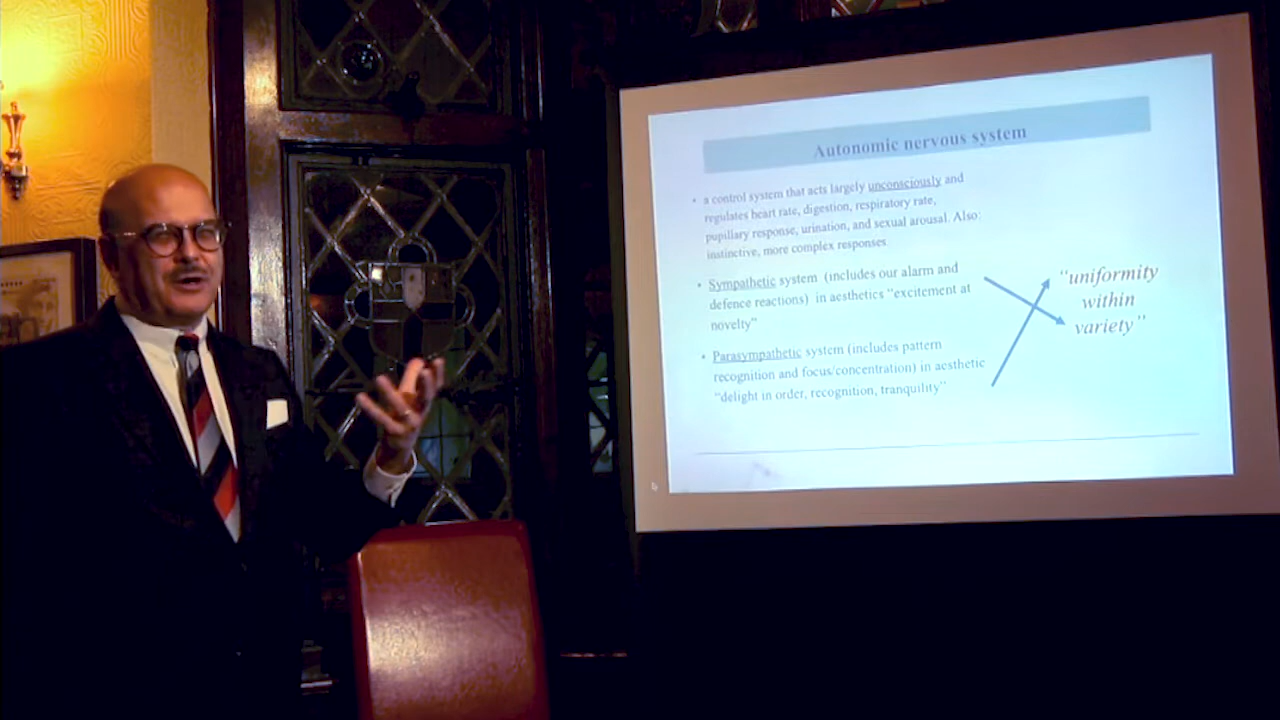 Autonomic nervous system
• a control system that acts largely unconsciously and
regulates heart rate, digestion, respiratory rate,
pupillary response, urination, and sexual arousal. Also:
instinctive, more complex responses.
• Sympathetic system (includes our alarm and
defence reactions) in aesthetics “excitement at
novelty”
• Parasympathetic system (includes pattern
recognition and focus/concentration) in aesthetic
“delight in order, recognition, tranquility”
“uniformity
within
variety”